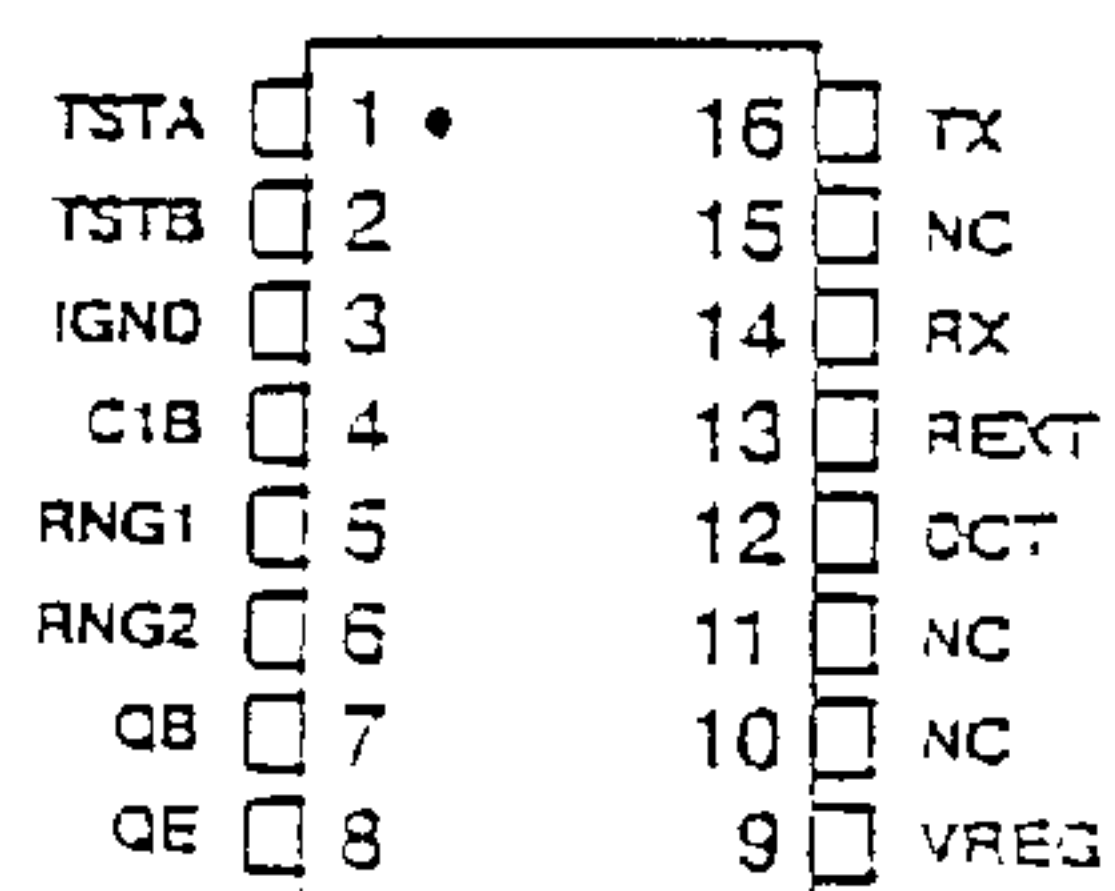 TSTA 1 16 TX
TSTB 2 15 NC
IGND 3 14 RX
C1B 4 13 REXT
RNG1 5 12 DCT
RNG2 6 11 NC
QB 7 10 NC
QE 8 9 VREG